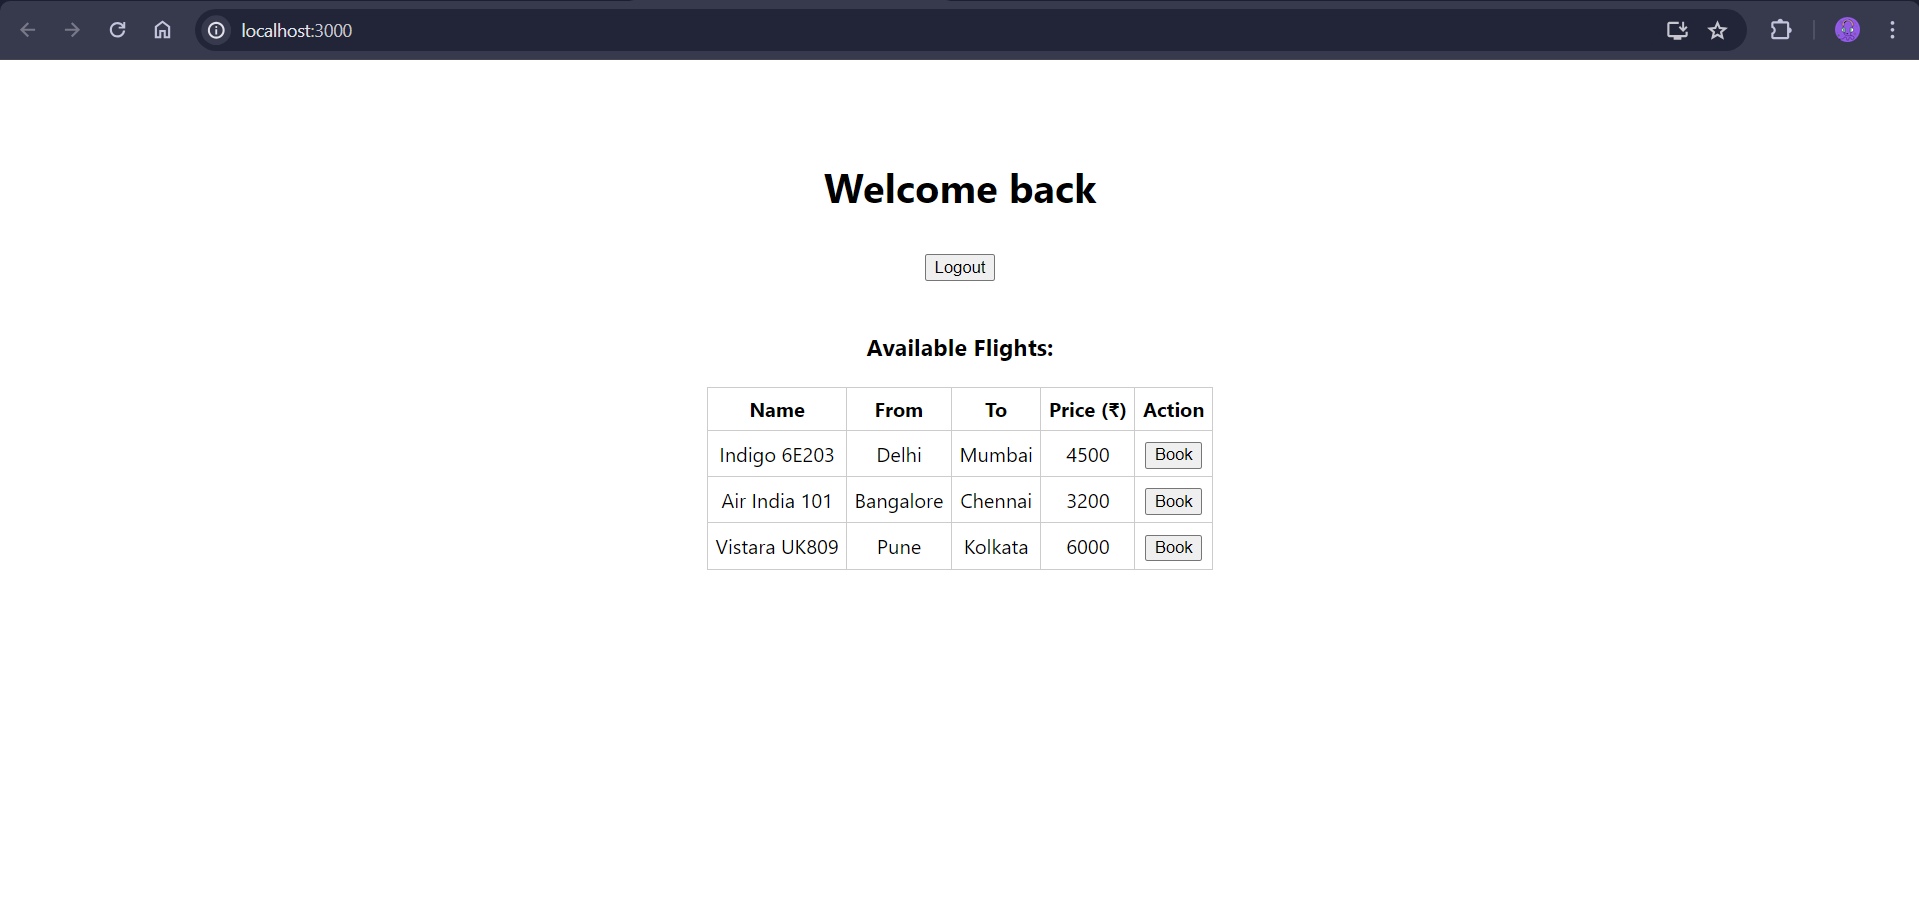 localhost:3000
Welcome back
Logout
Available Flights:
Name From To Price (₹) Action
Indigo 6E203 Delhi Mumbai 4500 Book
Air India 101 Bangalore Chennai 3200 Book
Vistara UK809 Pune Kolkata 6000 Book